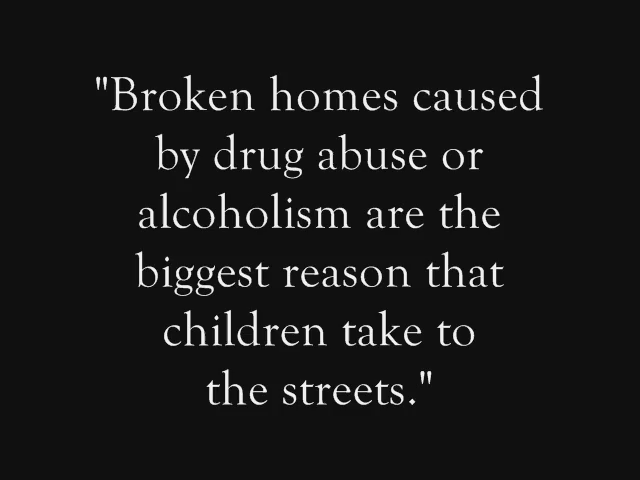 "Broken homes caused
by drug abuse or
alcoholism are the
biggest reason that
children take to
the streets."